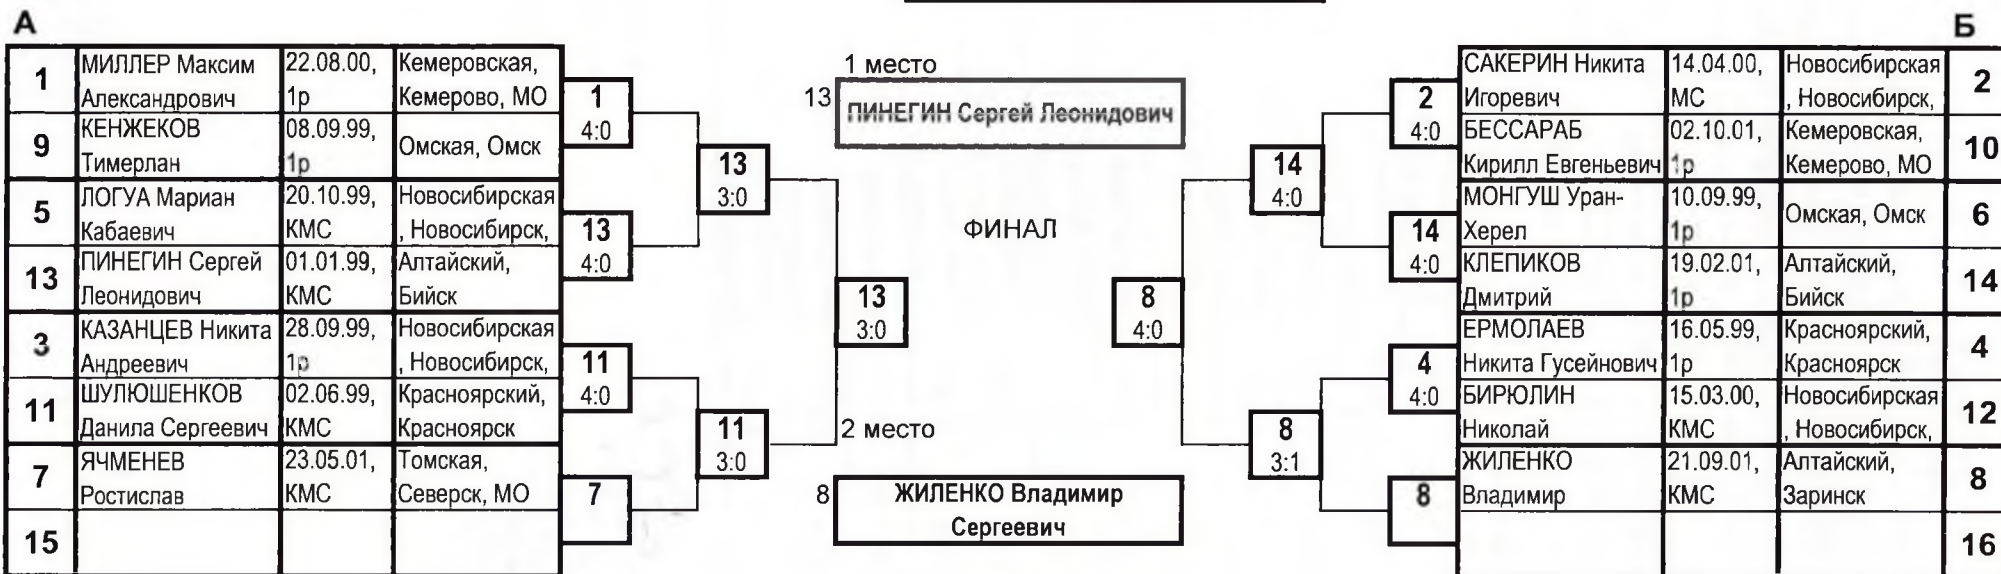 А
Б
1
МИЛЛЕР Максим
Александрович
22.08.00,
1р
Кемеровская,
Кемерово, МО
9
КЕНЖЕКОВ
Тимерлан
08.09.99,
1р
Омская, Омск
5
ЛОГУА Мариан
Кабаевич
20.10.99,
КМС
Новосибирская
, Новосибирск,
13
ПИНЕГИН Сергей
Леонидович
01.01.99,
КМС
Алтайский,
Бийск
3
КАЗАНЦЕВ Никита
Андреевич
28.09.99,
1р
Новосибирская
, Новосибирск,
11
ШУЛЮШЕНКОВ
Данила Сергеевич
02.06.99,
КМС
Красноярский,
Красноярск
7
ЯЧМЕНЕВ
Ростислав
23.05.01,
КМС
Томская,
Северск, МО
15
1
4:0
13
4:0
11
4:0
7
13
3:0
11
3:0
13
3:0
1 место
13
ПИНЕГИН Сергей Леонидович
ФИНАЛ
2 место
8
ЖИЛЕНКО Владимир
Сергеевич
8
4:0
14
4:0
8
3:1
2
4:0
14
4:0
4
4:0
8
САКЕРИН Никита
Игоревич
14.04.00,
МС
Новосибирская
, Новосибирск,
2
БЕССАРАБ
Кирилл Евгеньевич
02.10.01,
1р
Кемеровская,
Кемерово, МО
10
МОНГУШ Уран-
Херел
10.09.99,
1р
Омская, Омск
6
КЛЕПИКОВ
Дмитрий
19.02.01,
1р
Алтайский,
Бийск
14
ЕРМОЛАЕВ
Никита Гусейнович
16.05.99,
1р
Красноярский,
Красноярск
4
БИРЮЛИН
Николай
15.03.00,
КМС
Новосибирская
, Новосибирск,
12
ЖИЛЕНКО
Владимир
21.09.01,
КМС
Алтайский,
Заринск
8
16